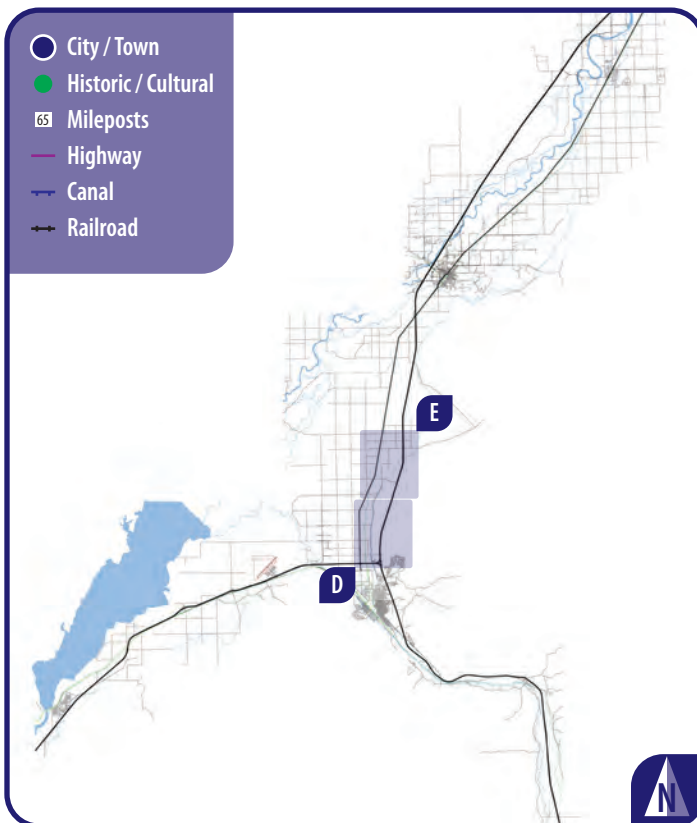 City / Town
Historic / Cultural
65 Mileposts
Highway
Canal
Railroad
E
D
N